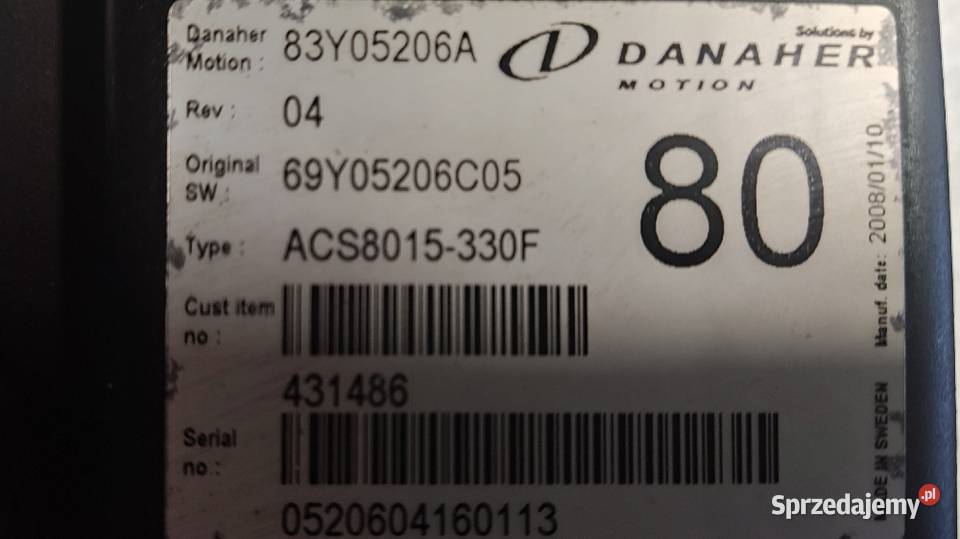 Danaher
Motion : 83Y05206A
Solutions by
DANAHER
MOTION
Rev : 04
Original
SW : 69Y05206C05
80
Type : ACS8015-330F
Cust item
no :
431486
Serial
no :
0520604160113
MADE IN SWEDEN Manuf. date: 2008/01/10
Sprzedajemy.pl